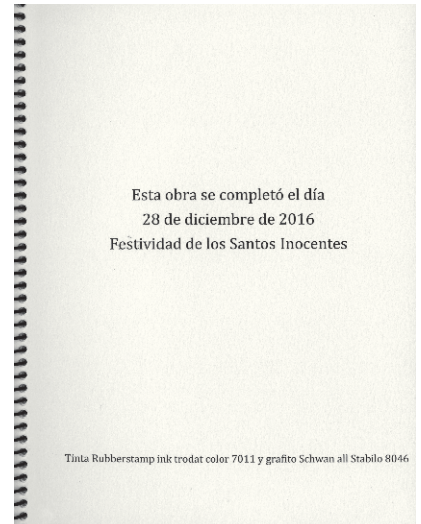 Esta obra se completó el día
28 de diciembre de 2016
Festividad de los Santos Inocentes
Tinta Rubberstamp ink trodat color 7011 y grafito Schwan all Stabilo 8046